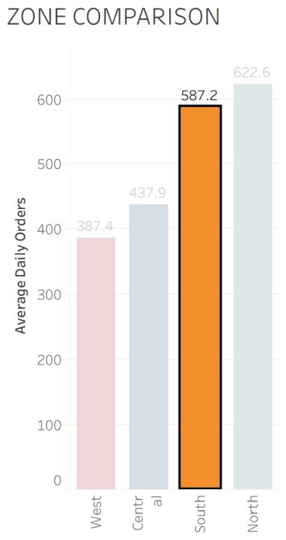 ZONE COMPARISON
622.6
587.2
437.9
387.4
600
500
400
300
200
100
0
Average Daily Orders
West
Centr
al
South
North